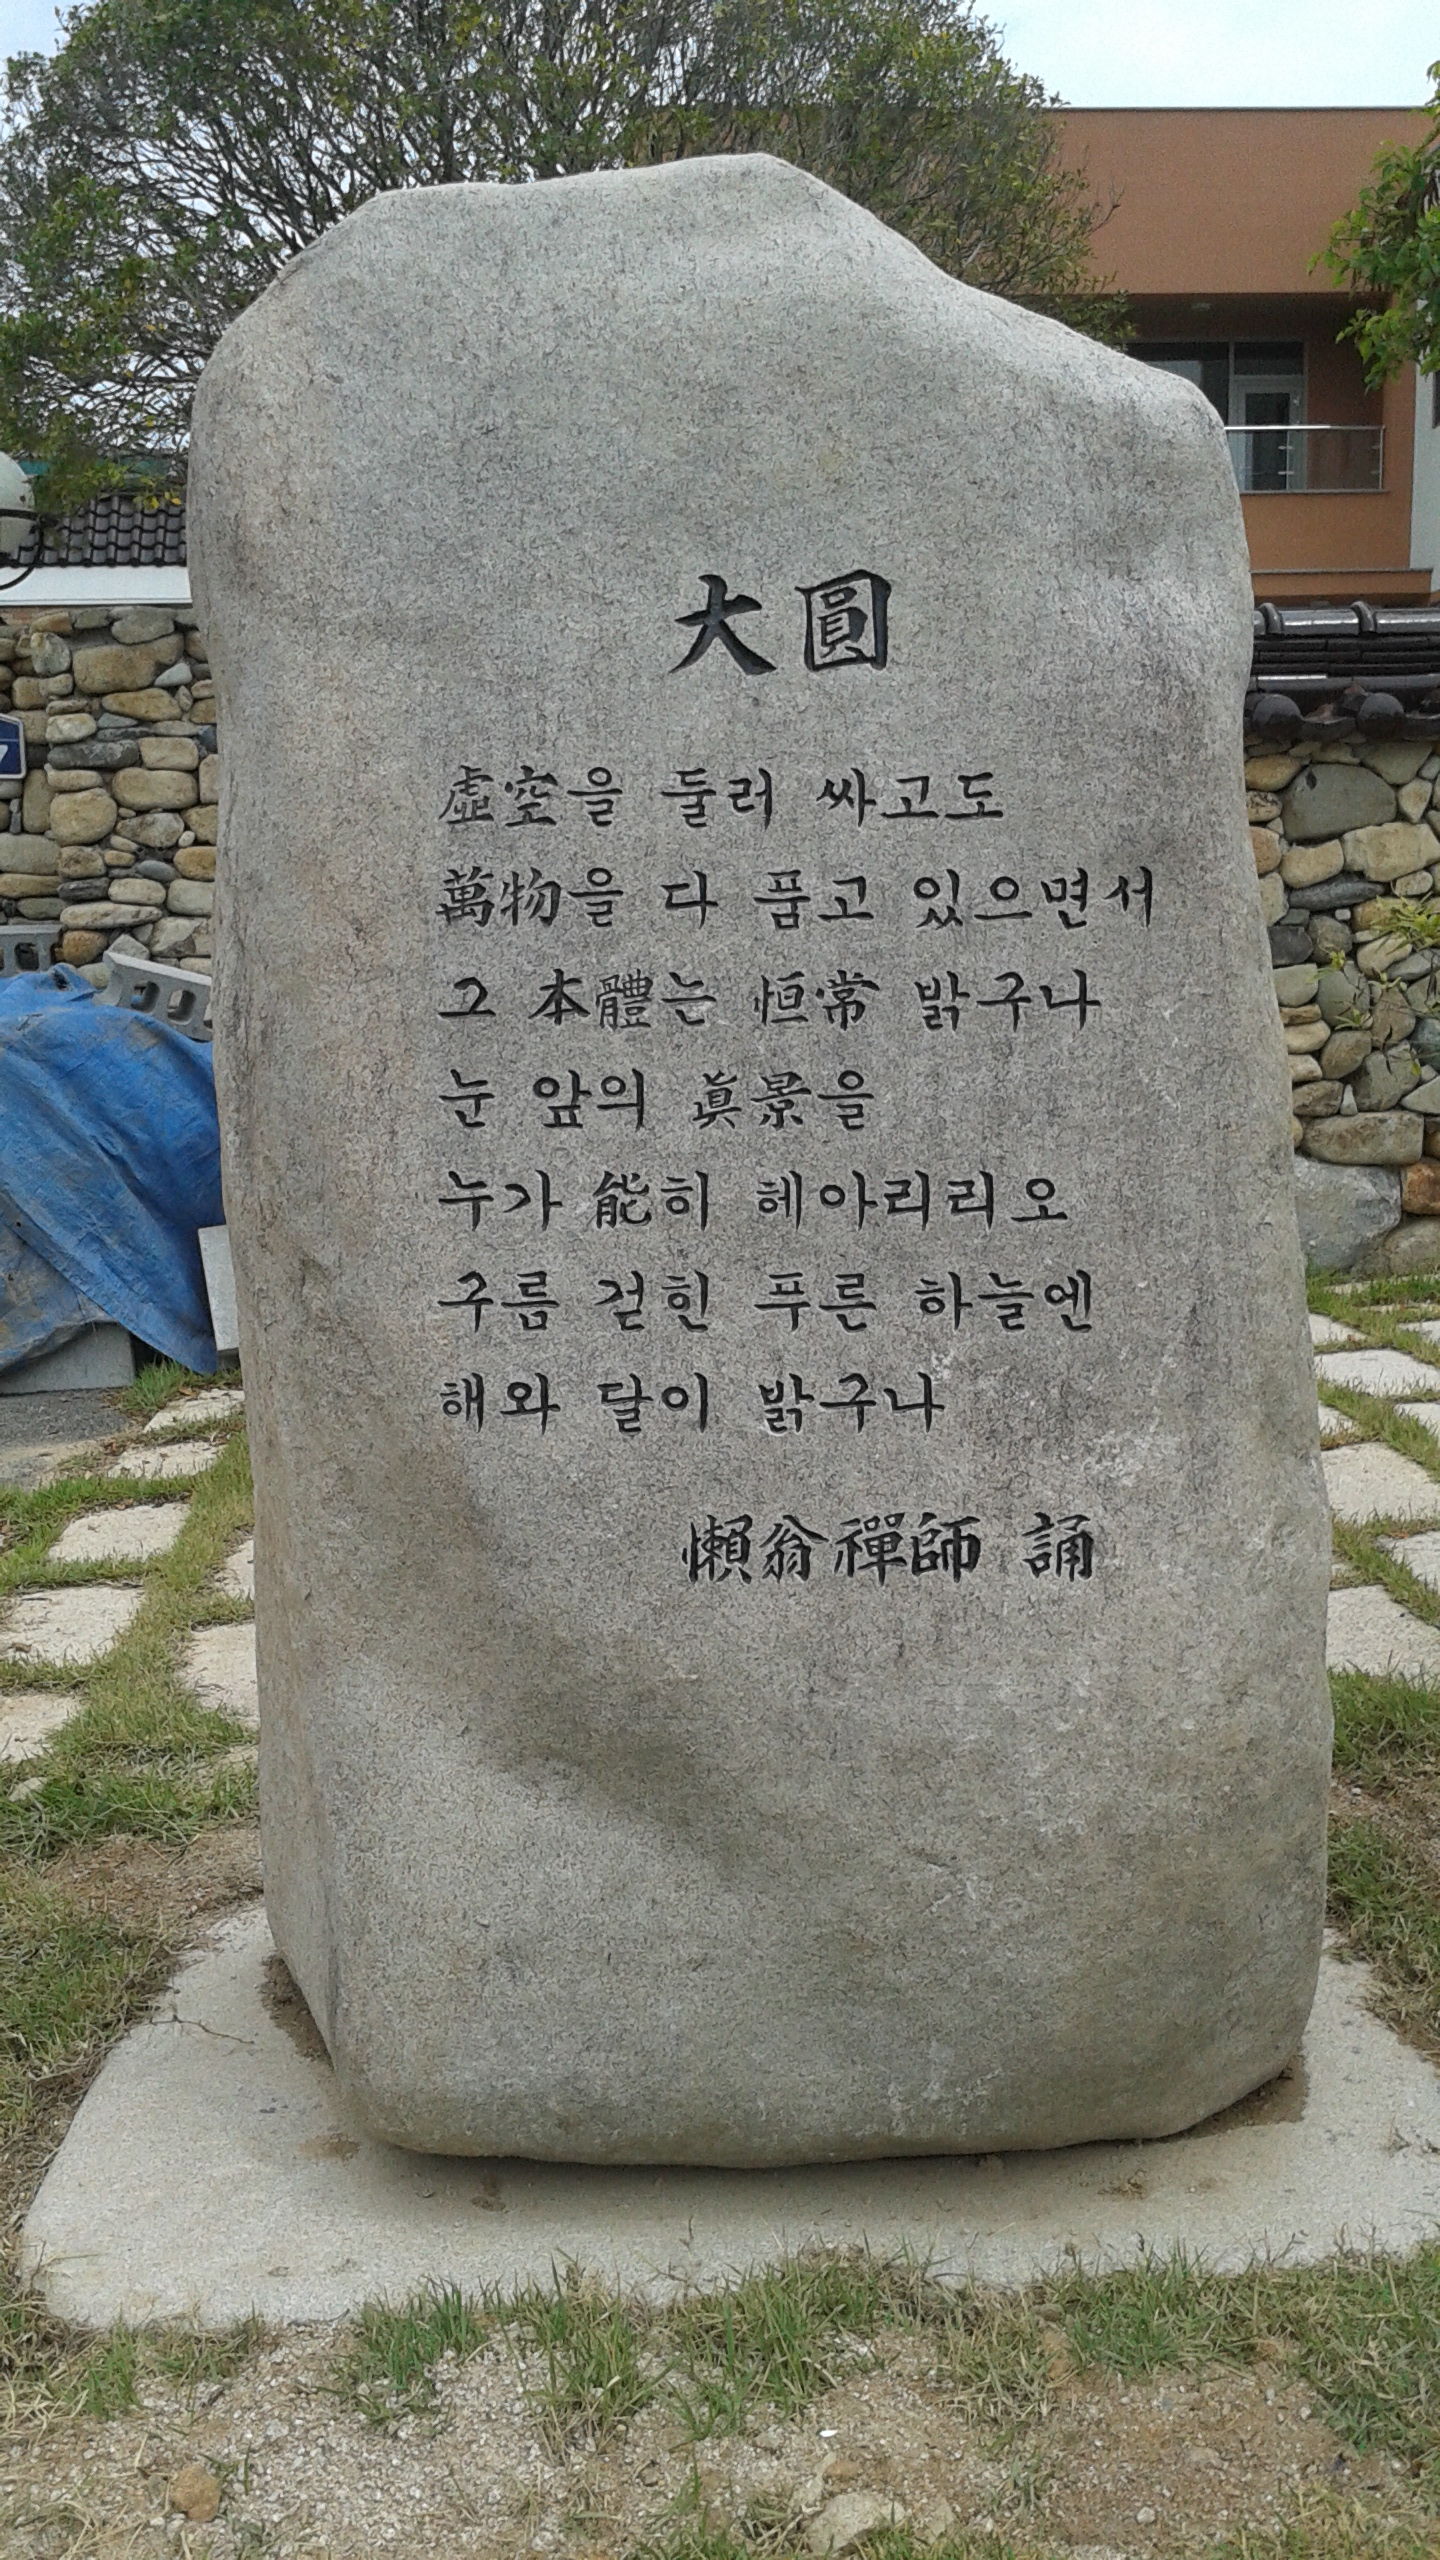 大圓
虛空을 둘러 싸고도
萬物을 다 품고 있으면서
그 本體는 恒常 밝구나
눈 앞의 眞景을
누가 能히 헤아리리오
구름 걷힌 푸른 하늘엔
해와 달이 밝구나
懶翁禪師 誦
7